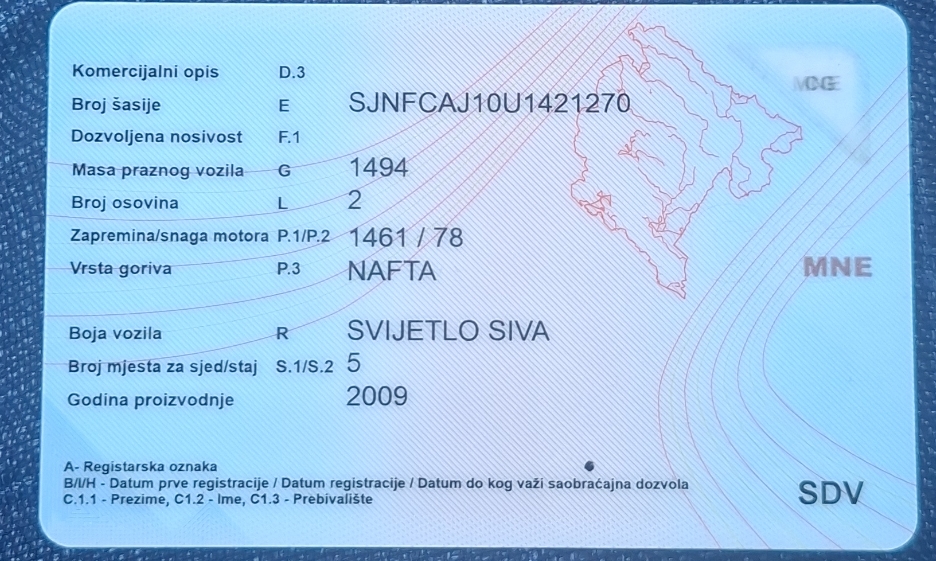 Komercijalni opis D.3
Broj šasije E SJNFCAJ10U1421270
Dozvoljena nosivost F.1
Masa praznog vozila G 1494
Broj osovina L 2
Zapremina/snaga motora P.1/P.2 1461 / 78
Vrsta goriva P.3 NAFTA
MNE
Boja vozila R SVIJETLO SIVA
Broj mjesta za sjed/staj S.1/S.2 5
Godina proizvodnje 2009
A- Registarska oznaka
B/I/H - Datum prve registracije / Datum registracije / Datum do kog važi saobraćajna dozvola
C.1.1 - Prezime, C1.2 - Ime, C1.3 - Prebivalište
SDV